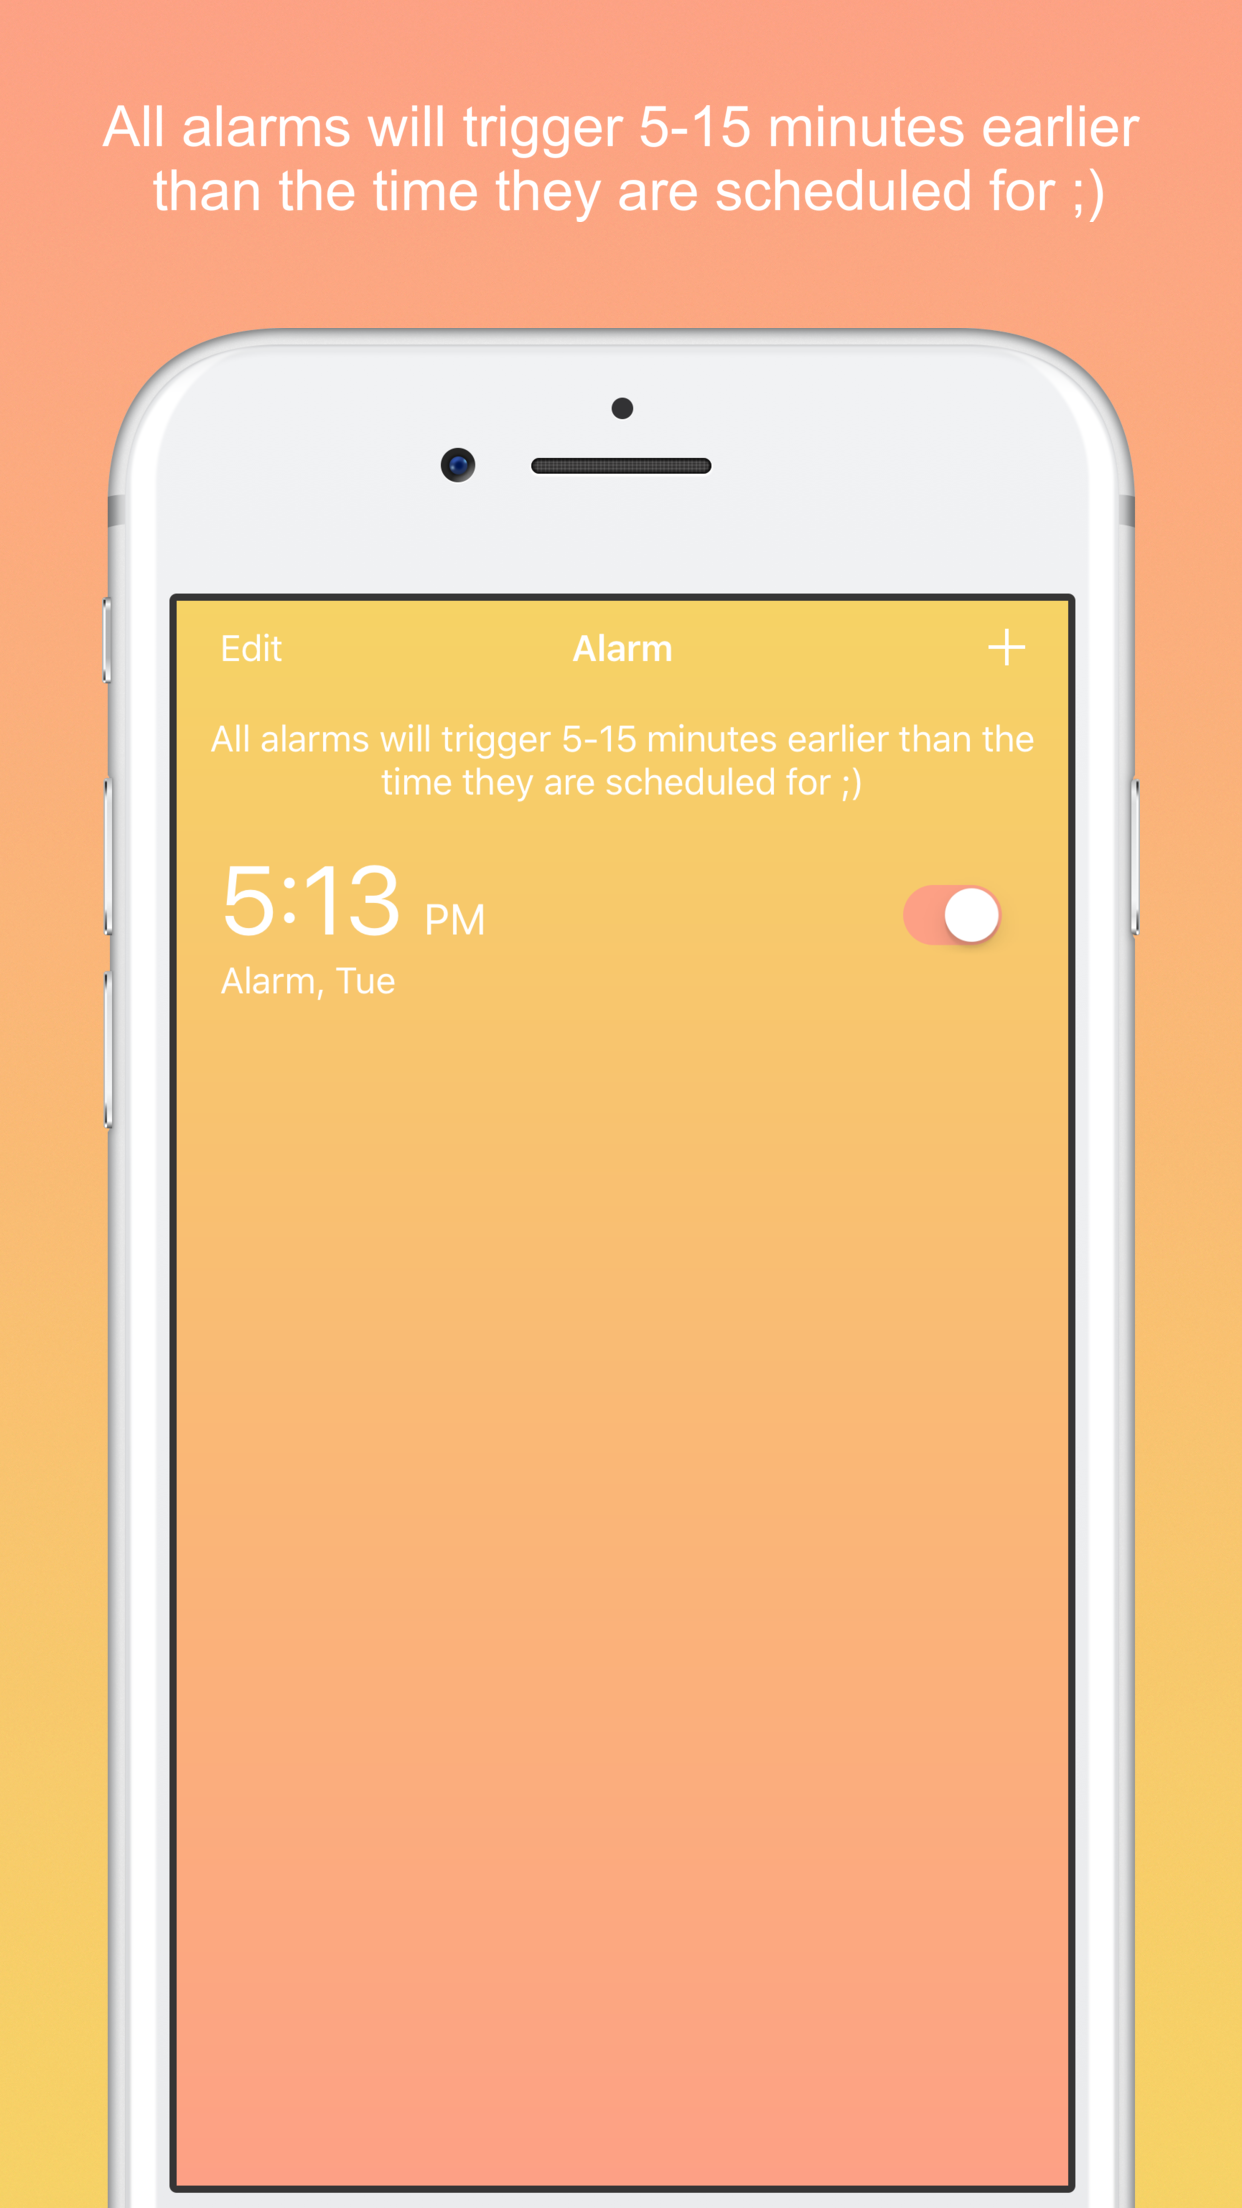 All alarms will trigger 5-15 minutes earlier
than the time they are scheduled for ;)
Edit
Alarm
+
All alarms will trigger 5-15 minutes earlier than the
time they are scheduled for ;)
5:13 PM
Alarm, Tue